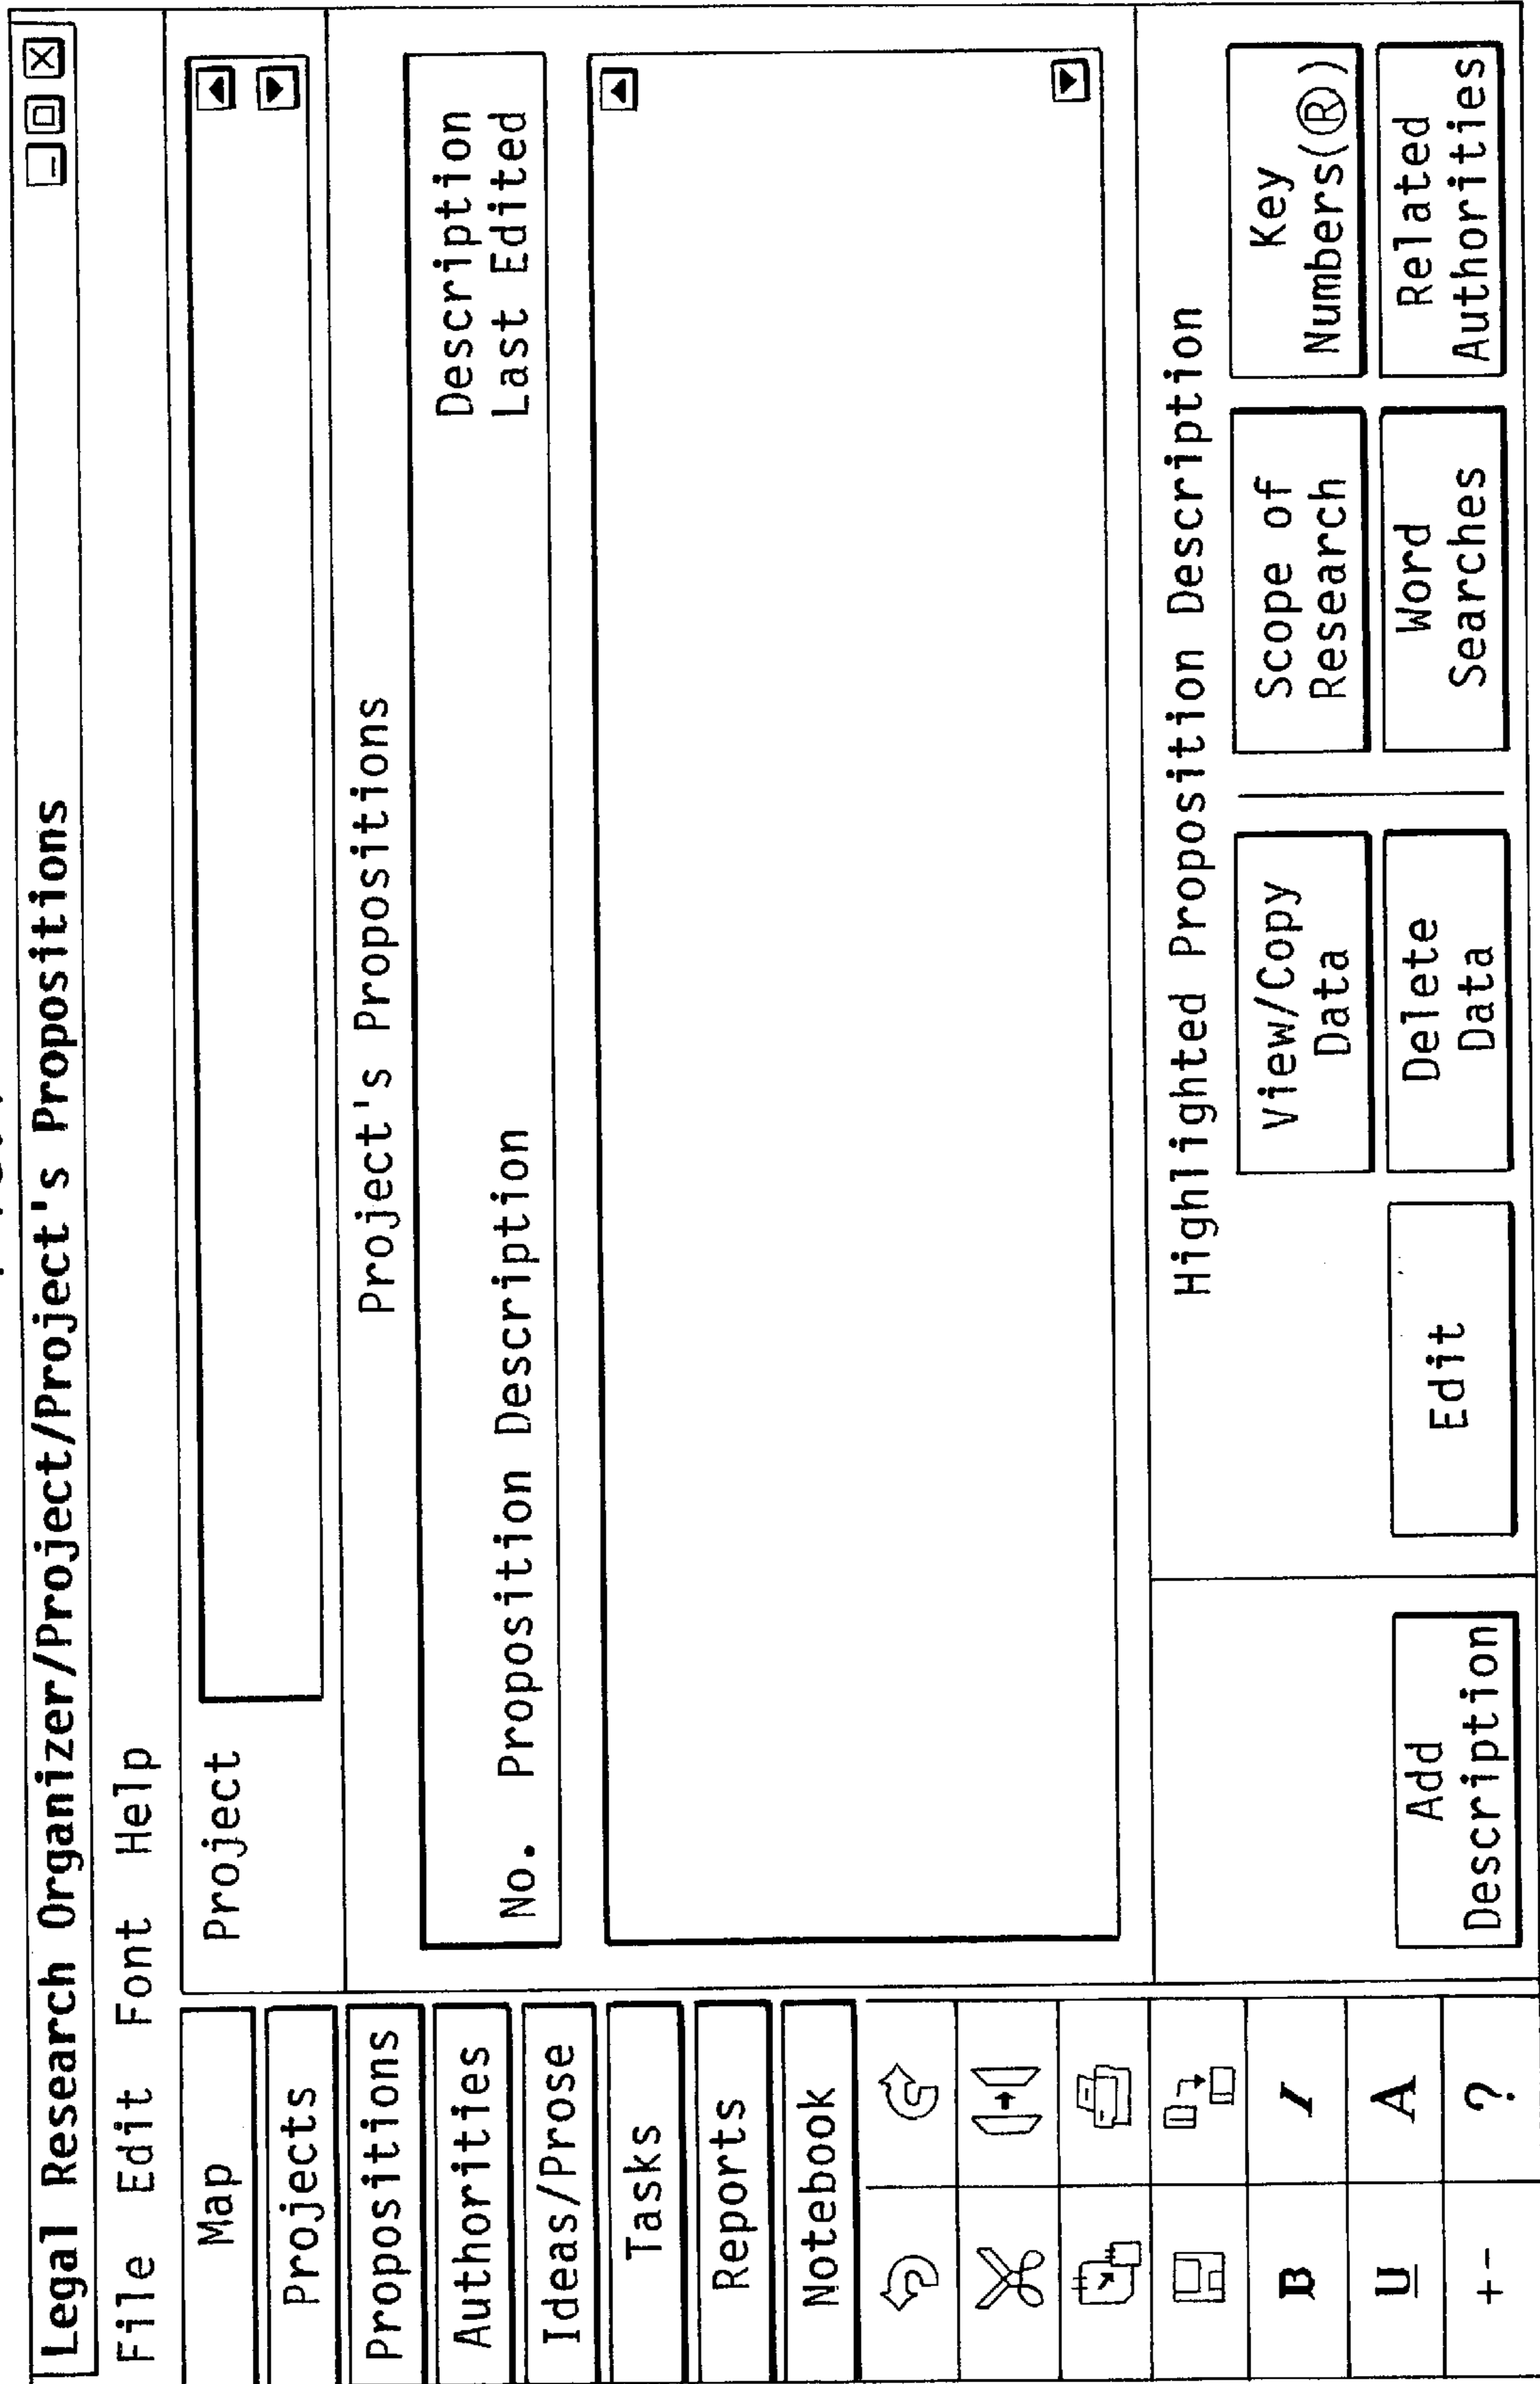 Legal Research Organizer/Project/Project's Propositions
File Edit Font Help
Map
Projects
Propositions
Authorities
Ideas/Prose
Tasks
Reports
Notebook
B I
U A
+- ?
Project
Project's Propositions
Description
No. Proposition Description Last Edited
Highlighted Proposition Description
Add
Description
Edit
View/Copy
Data
Delete
Data
Scope of
Research
Word
Searches
Key
Numbers(®)
Related
Authorities